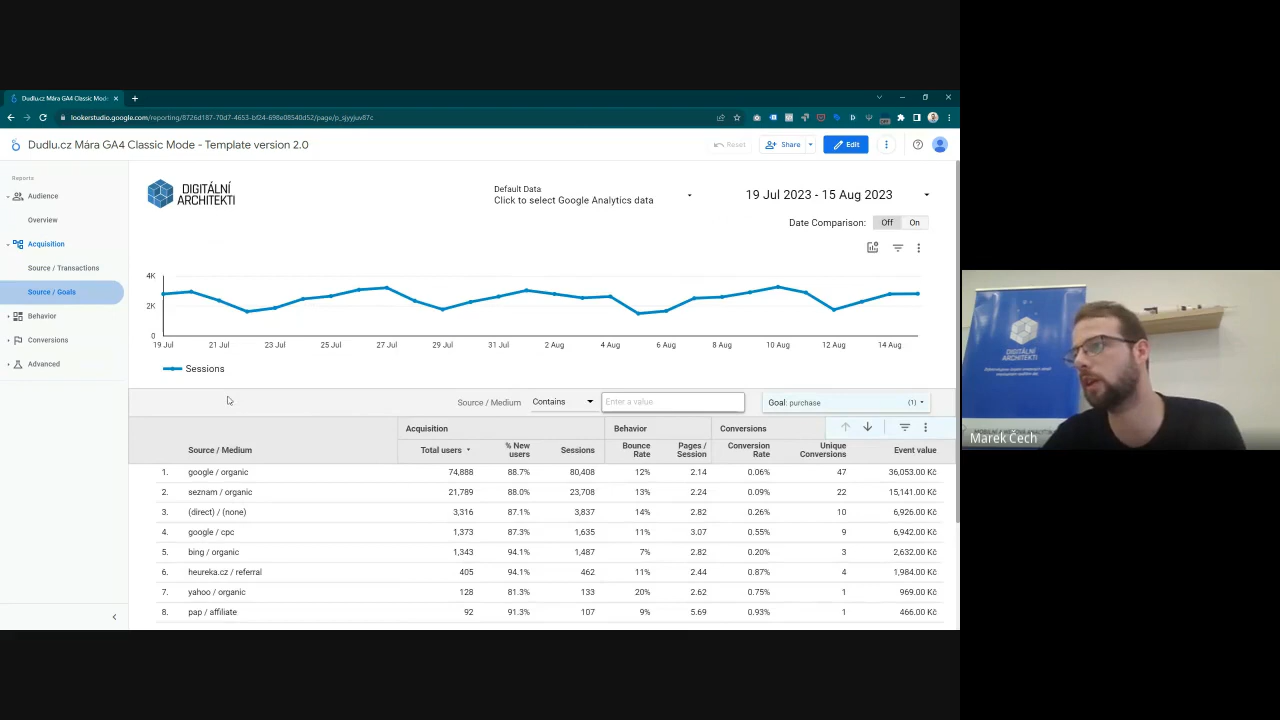 Dudlu.cz Mára GA4 Classic Mode
lookerstudio.google.com/reporting/8726d187-70d7-4653-bf24-698e08540d52/page/p_sjyyjuv87c
Dudlu.cz Mára GA4 Classic Mode - Template version 2.0
Reset
Share
Edit
Reports
Audience
Overview
Acquisition
Source / Transactions
Source / Goals
Behavior
Conversions
Advanced
DIGITÁLNÍ
ARCHITEKTI
Default Data
Click to select Google Analytics data
19 Jul 2023 - 15 Aug 2023
Date Comparison: Off On
4K
2K
0
19 Jul 21 Jul 23 Jul 25 Jul 27 Jul 29 Jul 31 Jul 2 Aug 4 Aug 6 Aug 8 Aug 10 Aug 12 Aug 14 Aug
Sessions
Source / Medium Contains Enter a value Goal: purchase (1)
Acquisition Behavior Conversions
Source / Medium Total users % New users Sessions Bounce Rate Pages / Session Conversion Rate Unique Conversions Event value
1. google / organic 74,888 88.7% 80,408 12% 2.14 0.06% 47 36,053.00 Kč
2. seznam / organic 21,789 88.0% 23,708 13% 2.24 0.09% 22 15,141.00 Kč
3. (direct) / (none) 3,316 87.1% 3,837 14% 2.82 0.26% 10 6,926.00 Kč
4. google / cpc 1,373 87.3% 1,635 11% 3.07 0.55% 9 6,942.00 Kč
5. bing / organic 1,343 94.1% 1,487 7% 2.82 0.20% 3 2,632.00 Kč
6. heureka.cz / referral 405 94.1% 462 11% 2.44 0.87% 4 1,984.00 Kč
7. yahoo / organic 128 81.3% 133 20% 2.62 0.75% 1 969.00 Kč
8. pap / affiliate 92 91.3% 107 9% 5.69 0.93% 1 466.00 Kč
DIGITÁLNÍ
ARCHITEKTI
Marek Čech